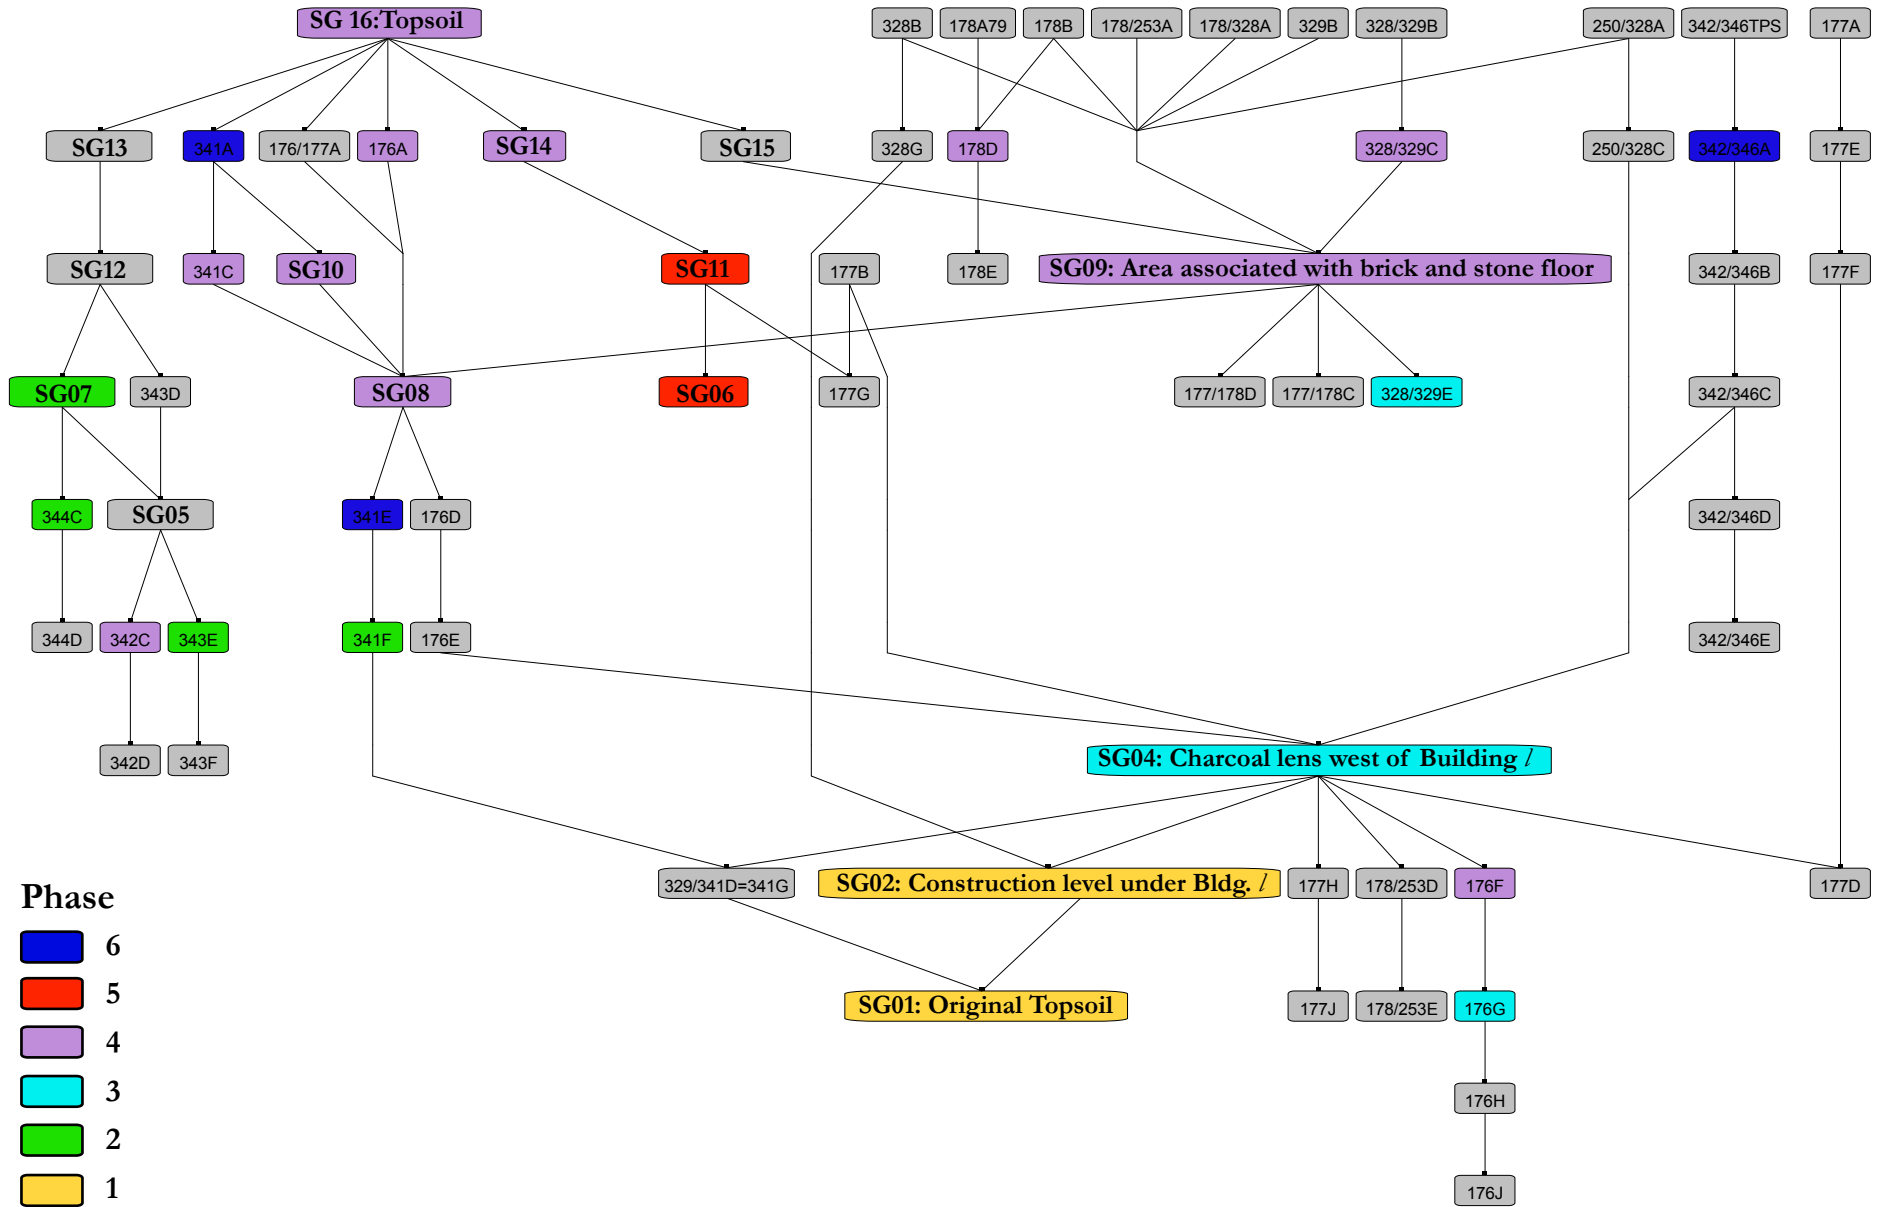 SG 16:Topsoil
328B
178A79
178B
178/253A
178/328A
329B
328/329B
250/328A
342/346TPS
177A
SG13
341A
176/177A
176A
SG14
SG15
328G
178D
328/329C
250/328C
342/346A
177E
SG12
341C
SG10
SG11
177B
178E
SG09: Area associated with brick and stone floor
342/346B
177F
SG07
343D
SG08
SG06
177G
177/178D
177/178C
328/329E
342/346C
344C
SG05
341E
176D
342/346D
344D
342C
343E
341F
176E
342/346E
342D
343F
SG04: Charcoal lens west of Building l
329/341D=341G
SG02: Construction level under Bldg. l
177H
178/253D
176F
177D
SG01: Original Topsoil
177J
178/253E
176G
176H
176J
Phase
6
5
4
3
2
1